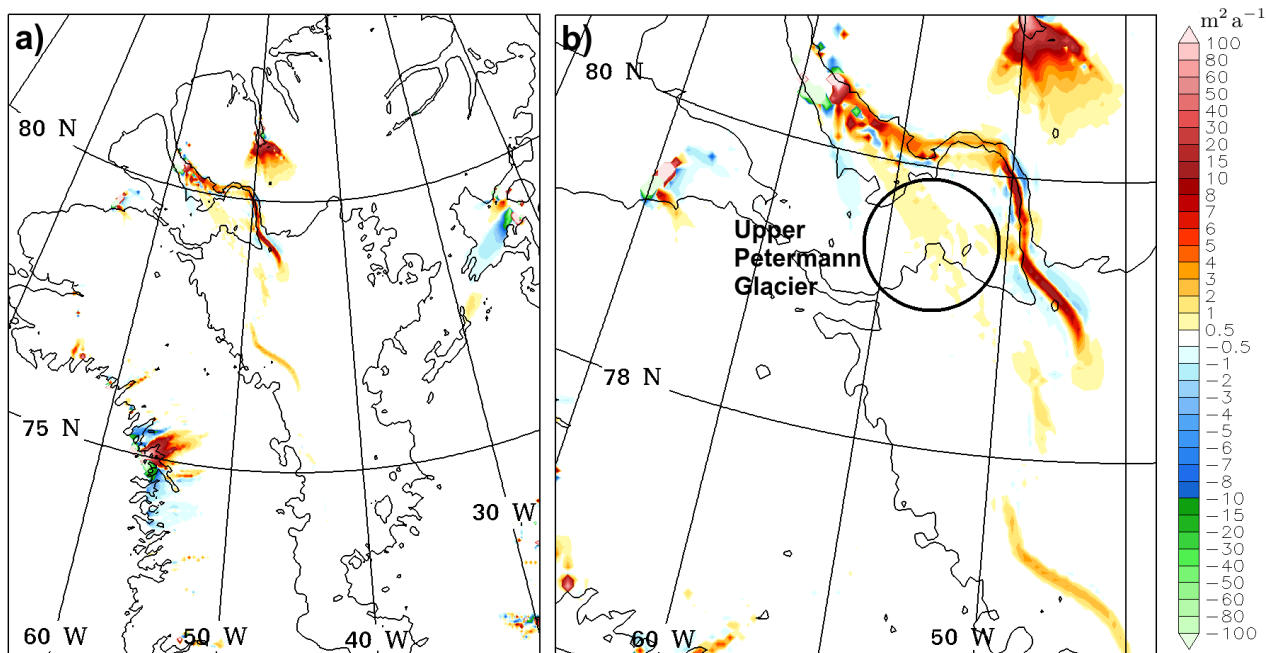 a)
80 N
75 N
30 W
60 W
50 W
40 W
b)
80 N
Upper
Petermann
Glacier
78 N
60 W
50 W
m² a⁻¹
100
80
60
50
40
30
20
15
10
8
7
6
5
4
3
2
1
0.5
−0.5
−1
−2
−3
−4
−5
−6
−7
−8
−10
−15
−20
−30
−40
−50
−60
−80
−100